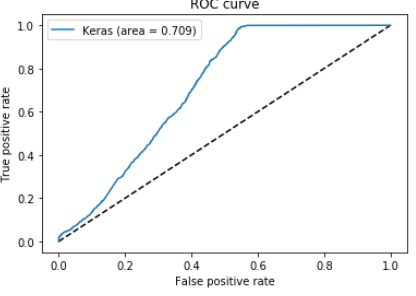 ROC curve
Keras (area = 0.709)
True positive rate
1.0
0.8
0.6
0.4
0.2
0.0
0.0 0.2 0.4 0.6 0.8 1.0
False positive rate